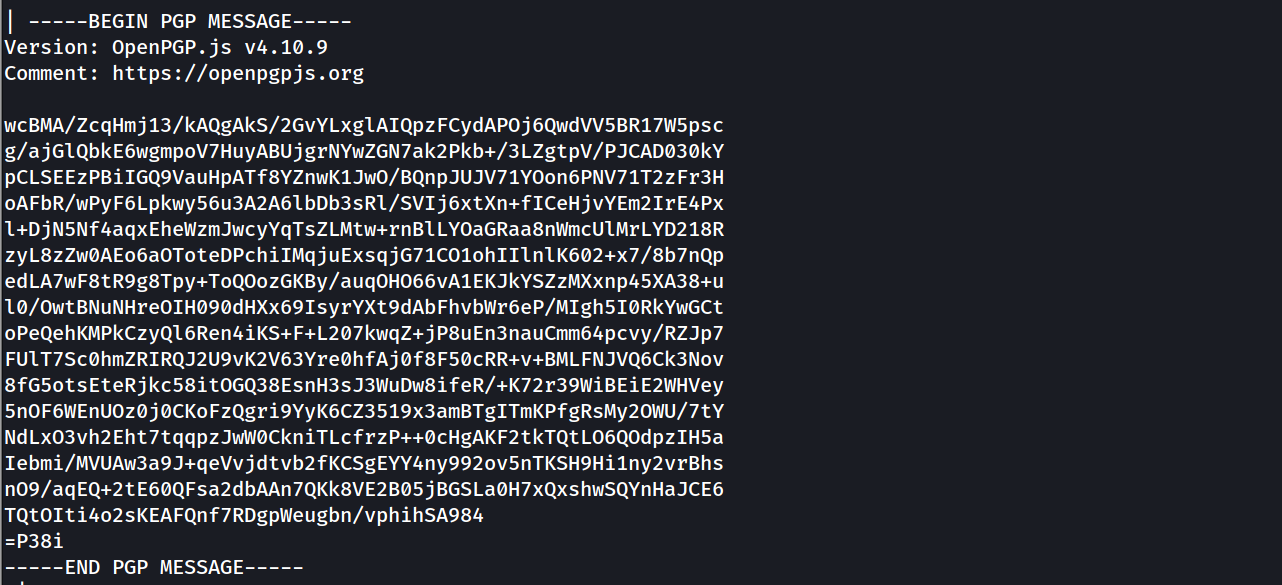 | -----BEGIN PGP MESSAGE-----
Version: OpenPGP.js v4.10.9
Comment: https://openpgpjs.org

wcBMA/ZcqHmj13/kAQgAkS/2GvYLxglAIQpzFCydAPOj6QwdVV5BR17W5psc
g/ajGlQbkE6wgmpoV7HuyABUjgrNYwZGN7ak2Pkb+/3LZgtpV/PJCAD030kY
pCLSEEzPBiIGQ9VauHpATf8YZnwK1JwO/BQnpJUJV71YOon6PNV71T2zFr3H
oAFbR/wPyF6Lpkwy56u3A2A6lbDb3sRl/SVIj6xtXn+fICeHjvYEm2IrE4Px
l+DjN5Nf4aqxEheWzmJwcyYqTsZLMtw+rnBlLYOaGRaa8nWmcUlMrLYD218R
zyL8zZw0AEo6aOToteDPchiIMqjuExsqjG71CO1ohIIlnlK602+x7/8b7nQp
edLA7wF8tR9g8Tpy+ToQOozGKBy/auqOHO66vA1EKJkYSZzMXxnp45XA38+u
l0/OwtBNuNHreOIH090dHXx69IsyrYXt9dAbFhvbWr6eP/MIgh5I0RkYwGCt
oPeQehKMPkCzyQl6Ren4iKS+F+L207kwqZ+jP8uEn3nauCmm64pcvy/RZJp7
FUlT7Sc0hmZRIRQJ2U9vK2V63Yre0hfAj0f8F50cRR+v+BMLFNJVQ6Ck3Nov
8fG5otsEteRjkc58itOGQ38EsnH3sJ3WuDw8ifeR/+K72r39WiBEiE2WHVey
5nOF6WEnUOz0j0CKoFzQgri9YyK6CZ3519x3amBTgITmKPfgRsMy2OWU/7tY
NdLxO3vh2Eht7tqqpzJwW0CkniTLcfrzP++0cHgAKF2tkTQtLO6QOdpzIH5a
Iebmi/MVUAw3a9J+qeVvjdtvb2fKCSgEYY4ny992ov5nTKSH9Hi1ny2vrBhs
nO9/aqEQ+2tE60QFsa2dbAAn7QKk8VE2B05jBGSLa0H7xQxshwSQYnHaJCE6
TQtOIti4o2sKEAFQnf7RDgpWeugbn/vphihSA984
=P38i
-----END PGP MESSAGE-----